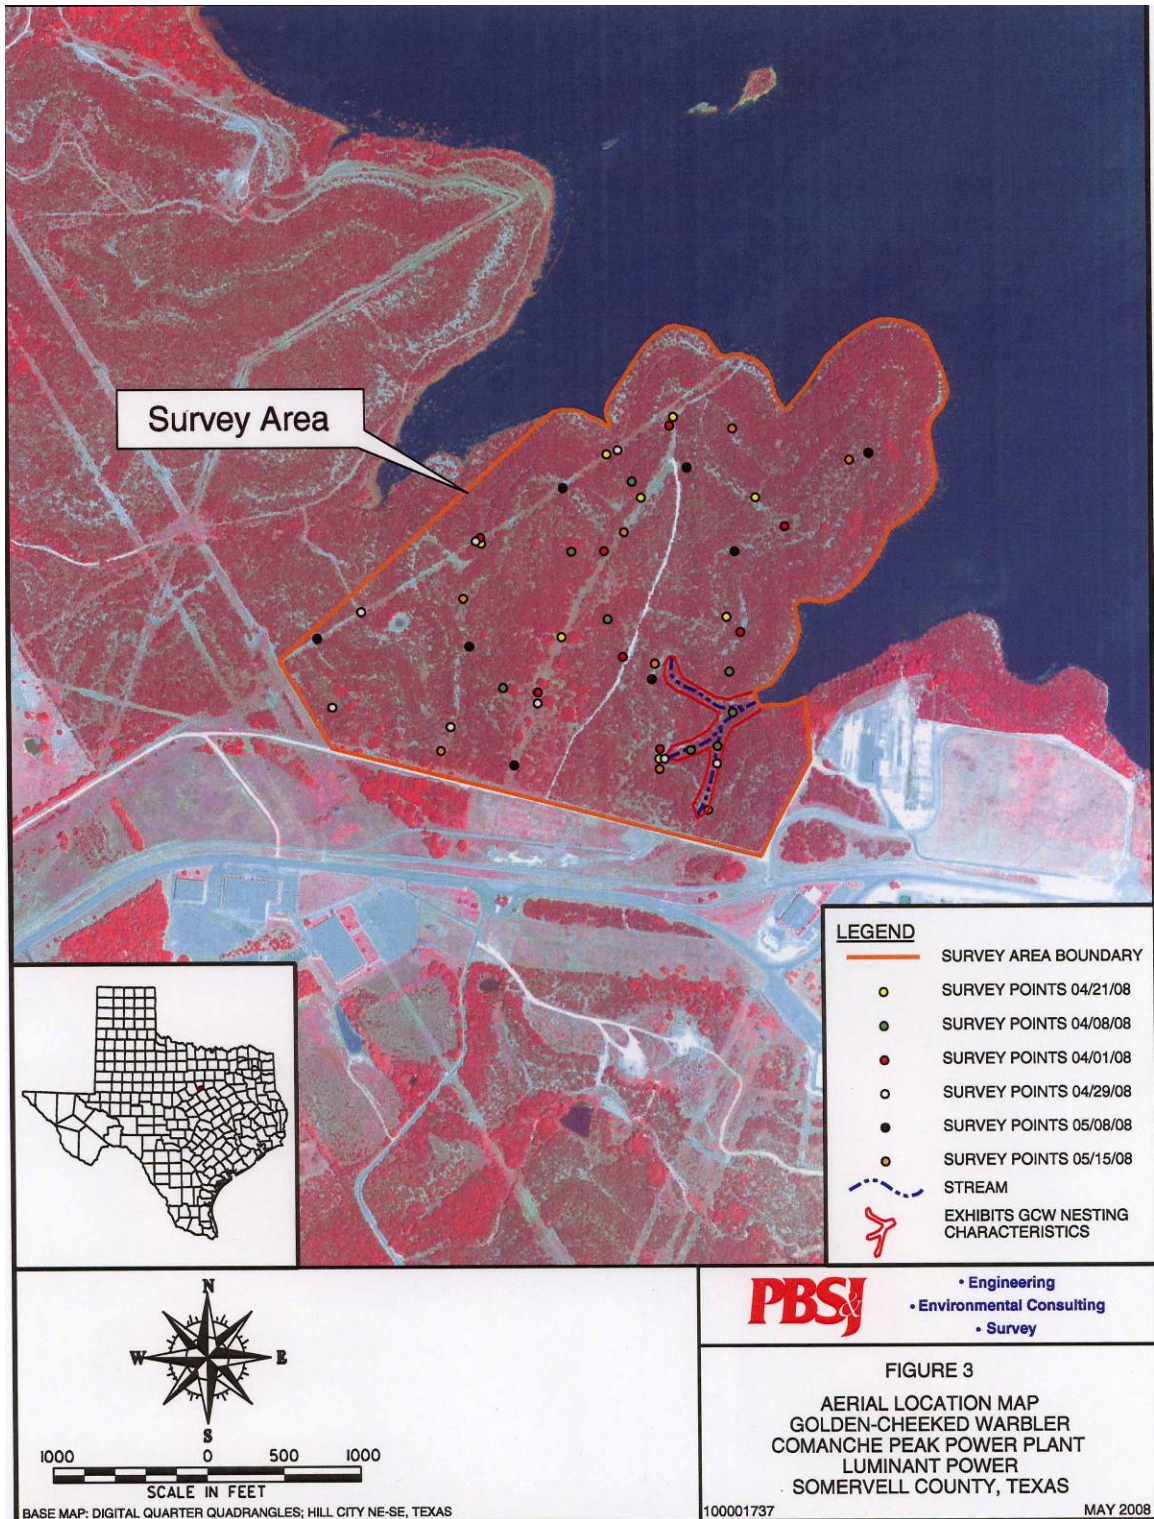 Survey Area
LEGEND
SURVEY AREA BOUNDARY
SURVEY POINTS 04/21/08
SURVEY POINTS 04/08/08
SURVEY POINTS 04/01/08
SURVEY POINTS 04/29/08
SURVEY POINTS 05/08/08
SURVEY POINTS 05/15/08
STREAM
EXHIBITS GCW NESTING
CHARACTERISTICS
N
W E
S
1000 0 500 1000
SCALE IN FEET
BASE MAP: DIGITAL QUARTER QUADRANGLES; HILL CITY NE-SE, TEXAS
PBS&J
• Engineering
• Environmental Consulting
• Survey
FIGURE 3
AERIAL LOCATION MAP
GOLDEN-CHEEKED WARBLER
COMANCHE PEAK POWER PLANT
LUMINANT POWER
SOMERVELL COUNTY, TEXAS
100001737 MAY 2008